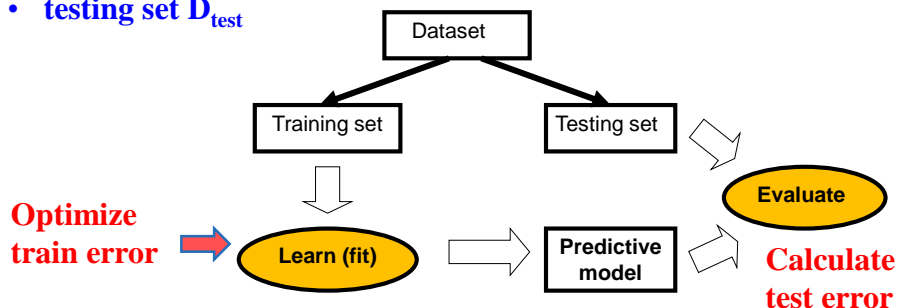 • testing set D_test
Dataset
Training set
Testing set
Evaluate
Optimize
train error
Learn (fit)
Predictive
model
Calculate
test error